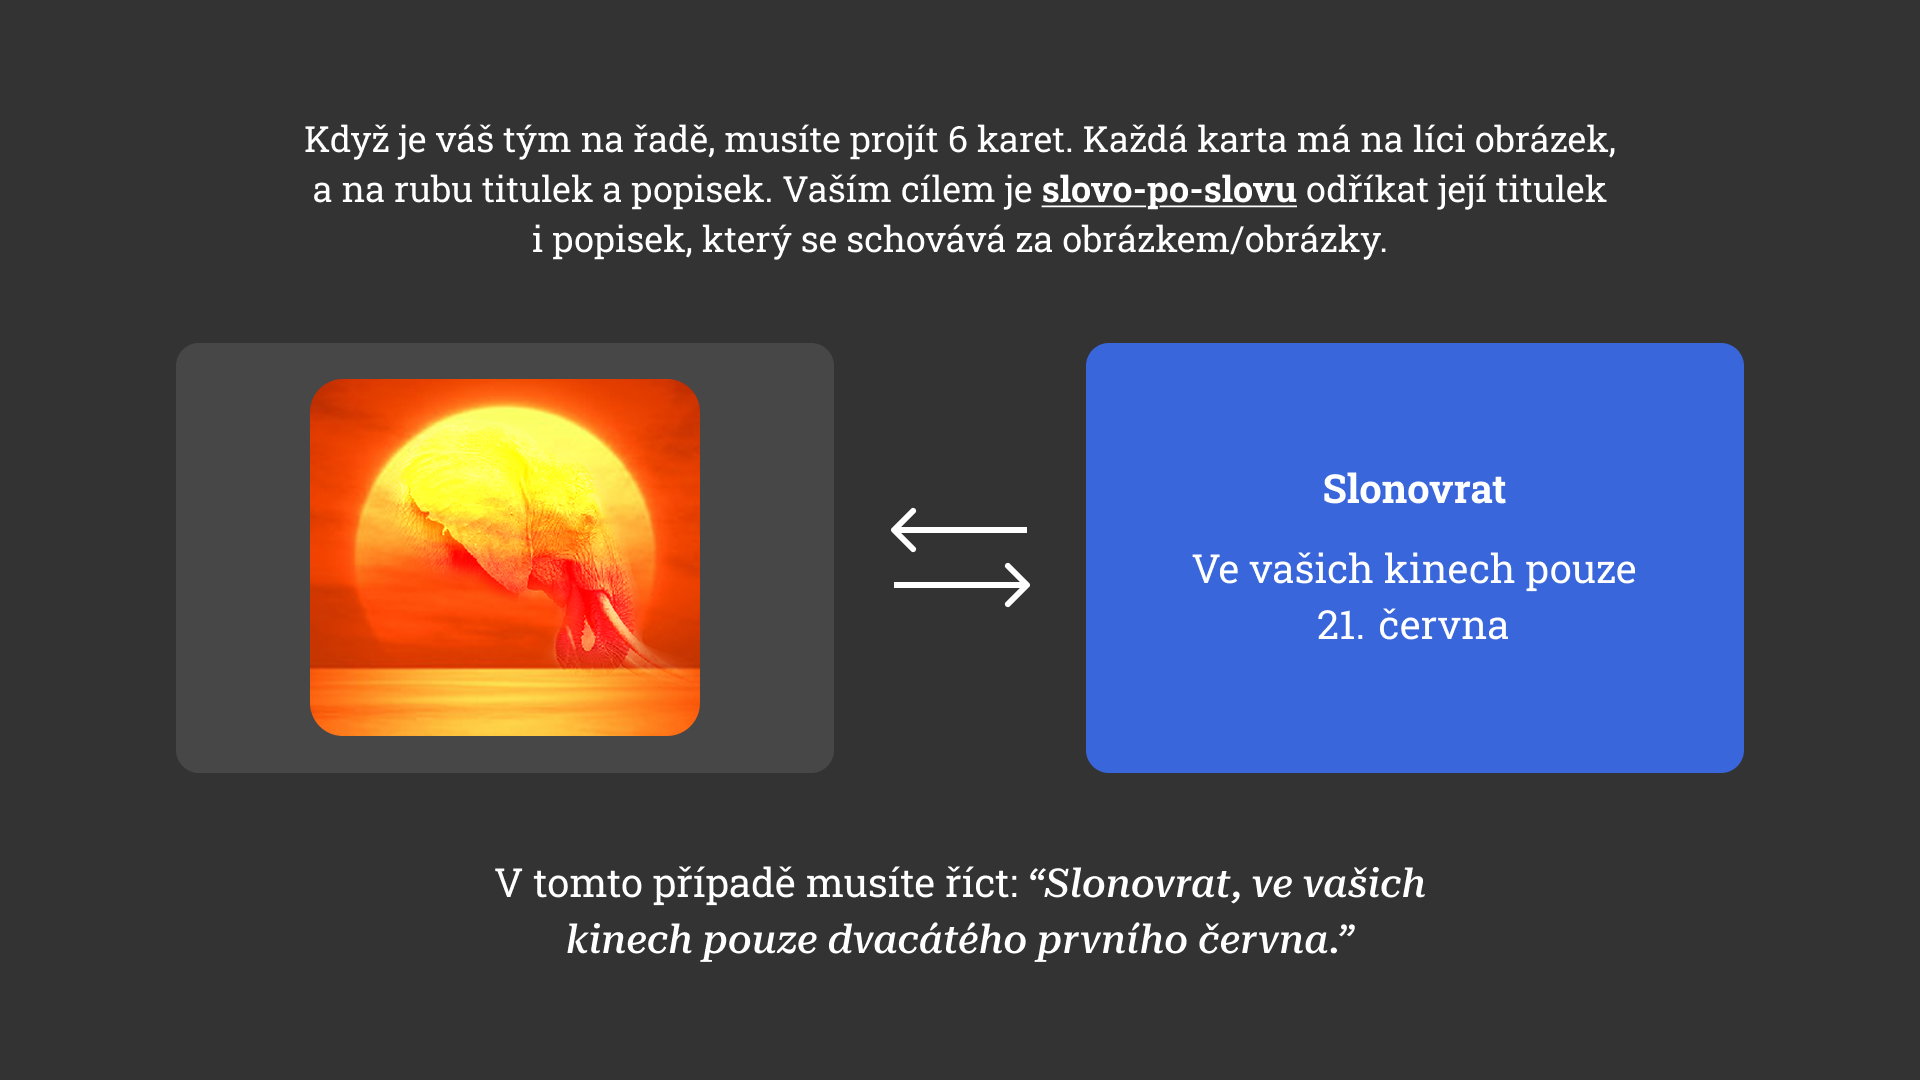 Když je váš tým na řadě, musíte projít 6 karet. Každá karta má na líci obrázek,
a na rubu titulek a popisek. Vaším cílem je slovo-po-slovu odříkat její titulek
i popisek, který se schovává za obrázkem/obrázky.
Slonovrat
Ve vašich kinech pouze
21. června
V tomto případě musíte říct: “Slonovrat, ve vašich
kinech pouze dvacátého prvního června.”